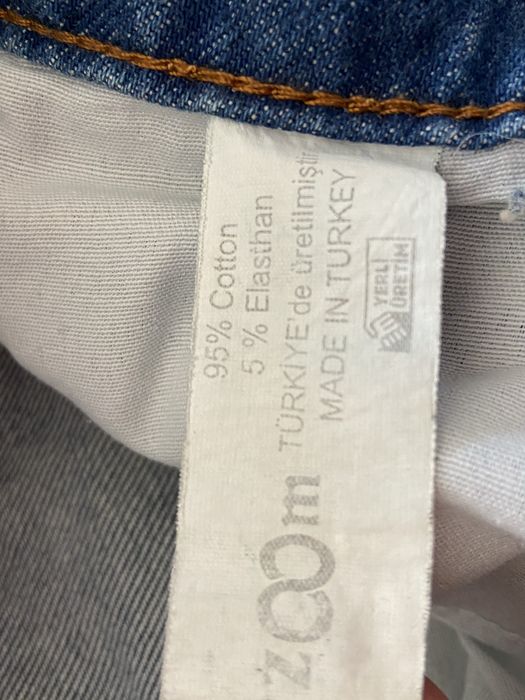 95% Cotton
5 % Elasthan
TÜRKİYE'de üretilmiştir
MADE IN TURKEY
YERLİ
ÜRETİM
zoom